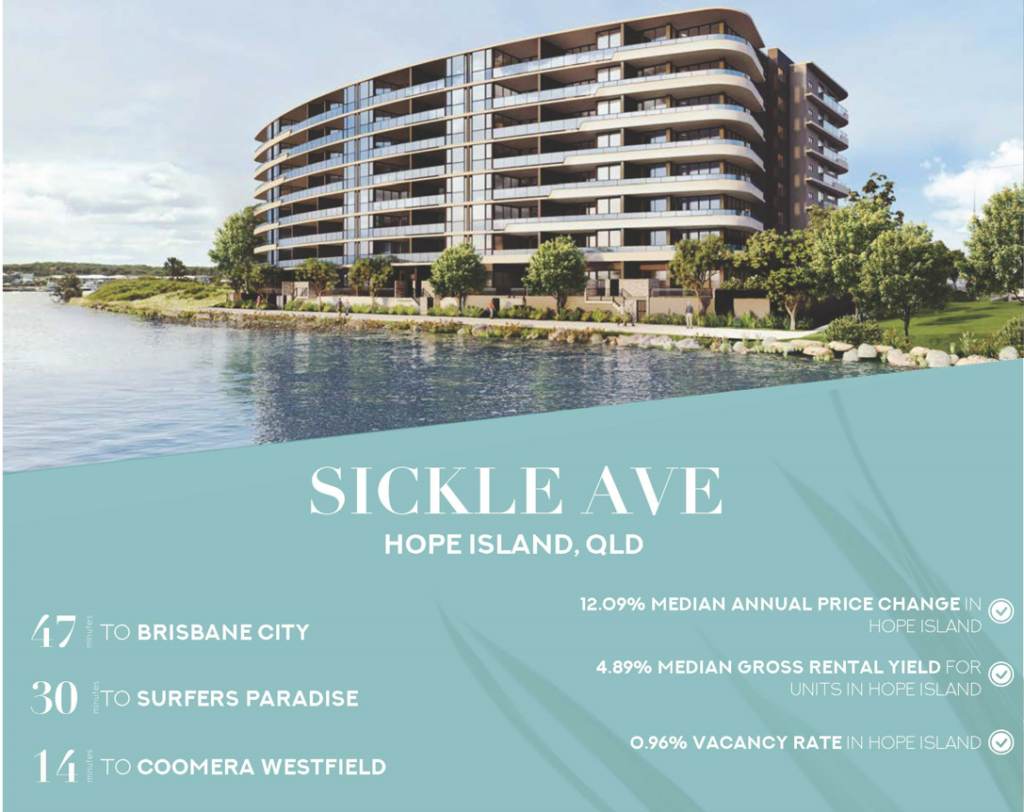 SICKLE AVE
HOPE ISLAND, QLD
47 minutes TO BRISBANE CITY
30 minutes TO SURFERS PARADISE
14 minutes TO COOMERA WESTFIELD
12.09% MEDIAN ANNUAL PRICE CHANGE IN
HOPE ISLAND
4.89% MEDIAN GROSS RENTAL YIELD FOR
UNITS IN HOPE ISLAND
0.96% VACANCY RATE IN HOPE ISLAND